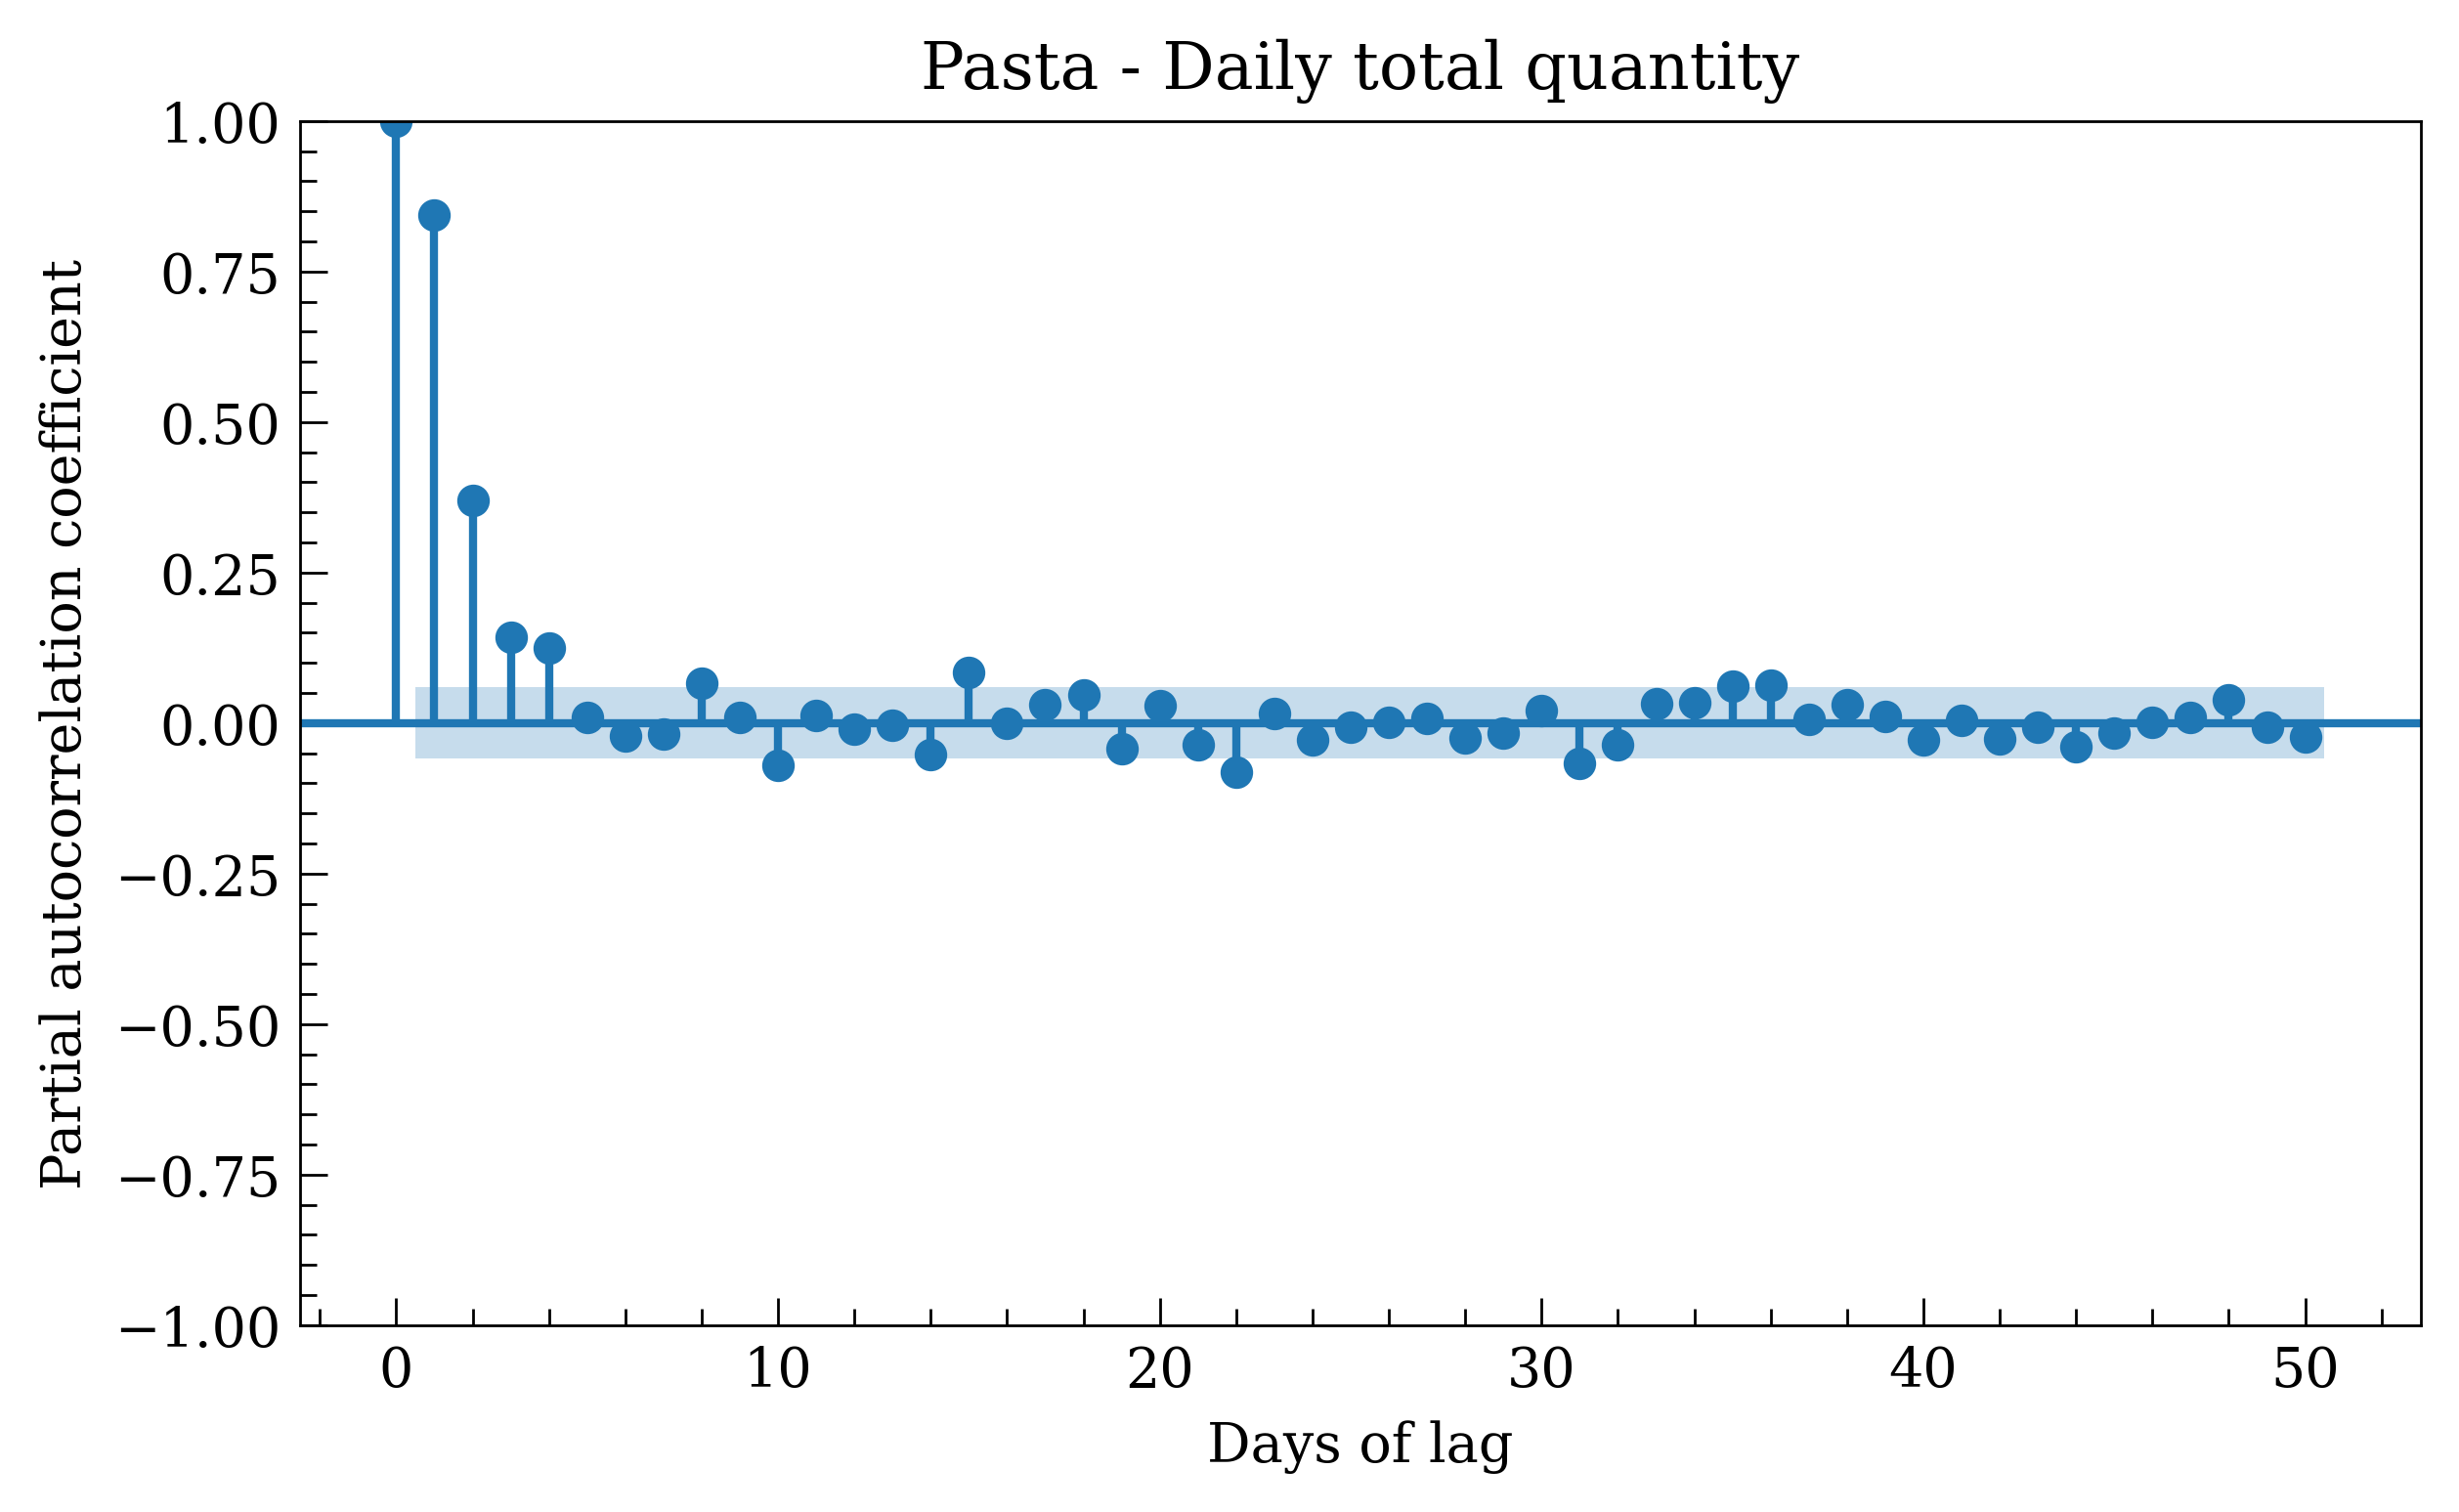 Pasta - Daily total quantity
Partial autocorrelation coefficient
1.00
0.75
0.50
0.25
0.00
−0.25
−0.50
−0.75
−1.00
0 10 20 30 40 50
Days of lag